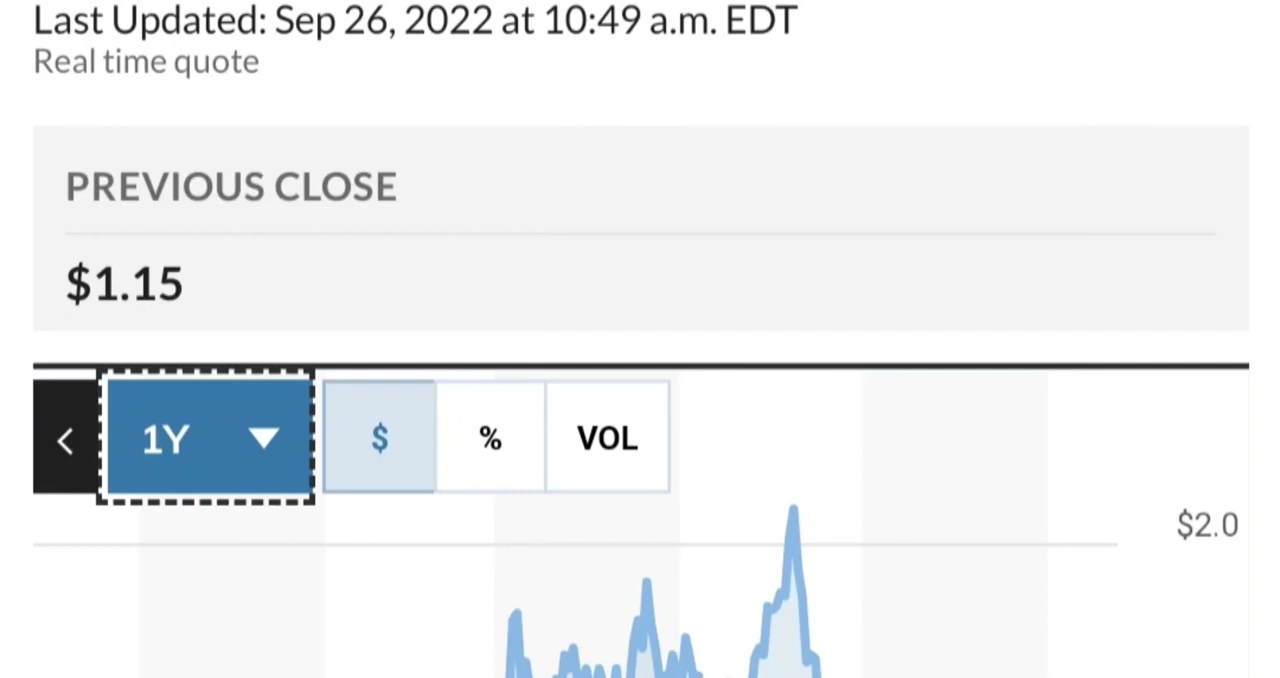 Last Updated: Sep 26, 2022 at 10:49 a.m. EDT
Real time quote
PREVIOUS CLOSE
$1.15
1Y $ % VOL
$2.0